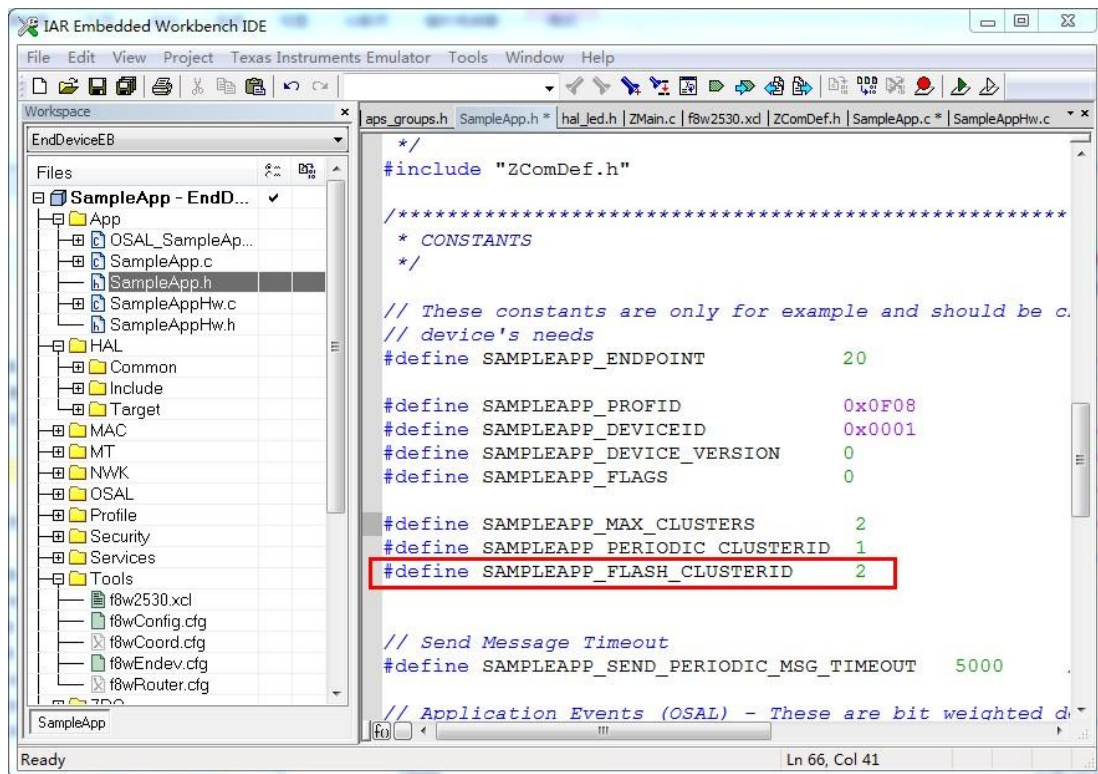 IAR Embedded Workbench IDE
File Edit View Project Texas Instruments Emulator Tools Window Help
Workspace
aps_groups.h SampleApp.h * hal_led.h ZMain.c f8w2530.xcl ZComDef.h SampleApp.c * SampleAppHw.c
EndDeviceEB
Files
SampleApp - EndD...
App
OSAL_SampleAp...
SampleApp.c
SampleApp.h
SampleAppHw.c
SampleAppHw.h
HAL
Common
Include
Target
MAC
MT
NWK
OSAL
Profile
Security
Services
Tools
f8w2530.xcl
f8wConfig.cfg
f8wCoord.cfg
f8wEndev.cfg
f8wRouter.cfg
SampleApp
*/
#include "ZComDef.h"
/******************************************************
* CONSTANTS
*/
// These constants are only for example and should be c
// device's needs
#define SAMPLEAPP_ENDPOINT 20
#define SAMPLEAPP_PROFID 0x0F08
#define SAMPLEAPP_DEVICEID 0x0001
#define SAMPLEAPP_DEVICE_VERSION 0
#define SAMPLEAPP_FLAGS 0
#define SAMPLEAPP_MAX_CLUSTERS 2
#define SAMPLEAPP_PERIODIC_CLUSTERID 1
#define SAMPLEAPP_FLASH_CLUSTERID 2
// Send Message Timeout
#define SAMPLEAPP_SEND_PERIODIC_MSG_TIMEOUT 5000
// Application Events (OSAL) - These are bit weighted d
Ready
Ln 66, Col 41